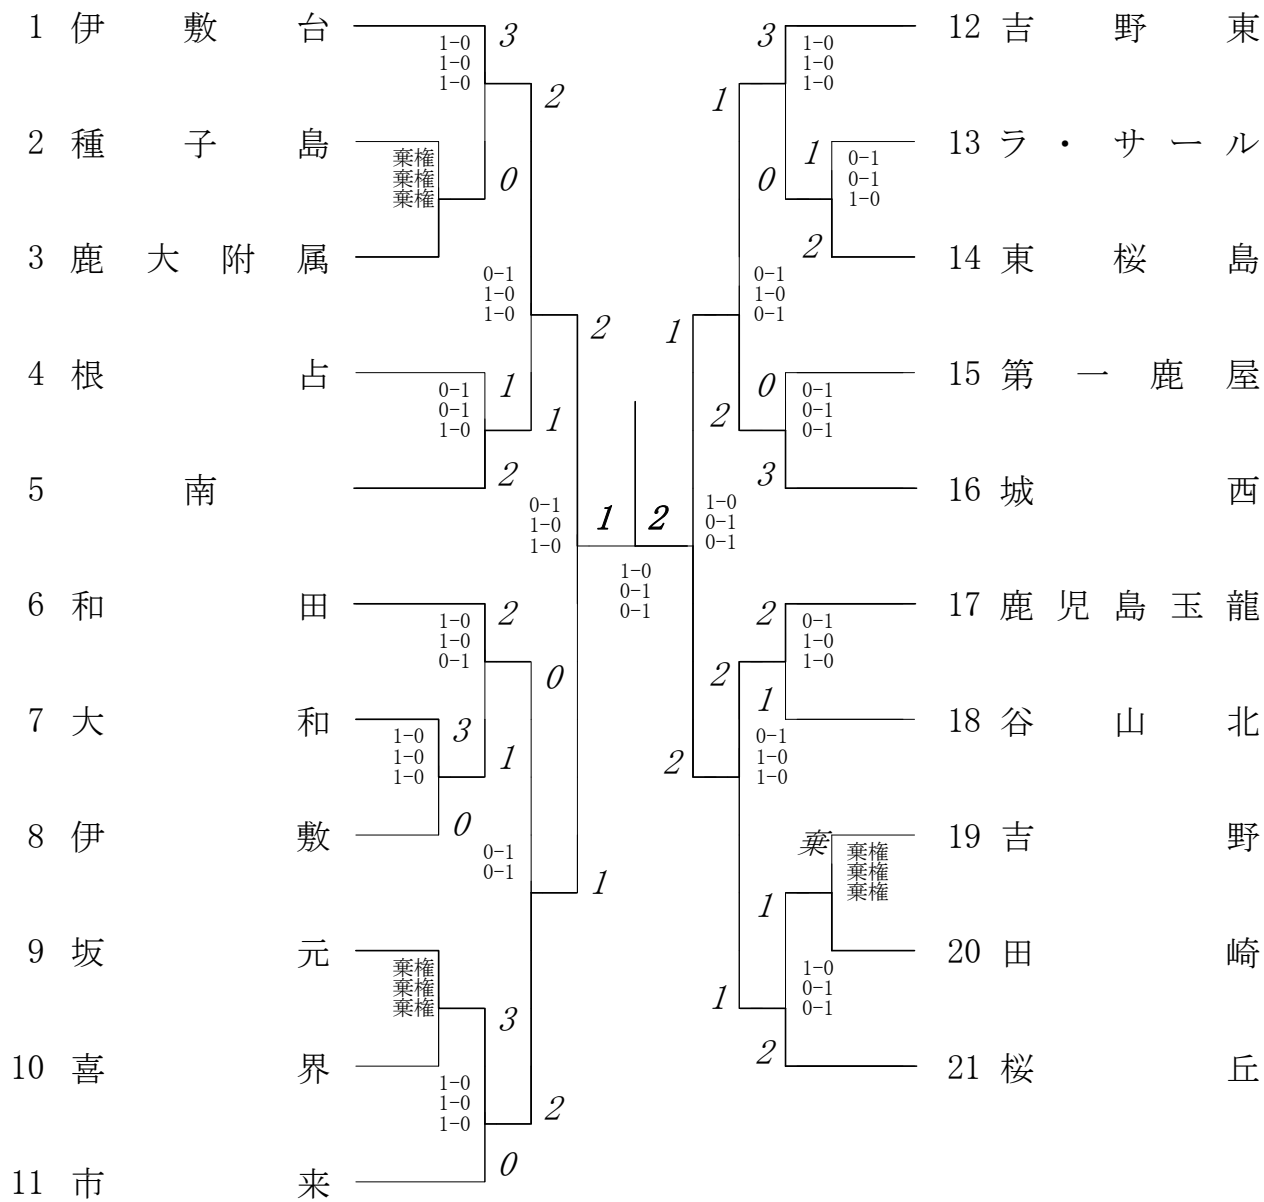 1 伊敷台
3
1-0
1-0
1-0
2
2 種子島
棄権
棄権
棄権
0
3 鹿大附属
0-1
1-0
1-0
2
4 根占
1
0-1
0-1
1-0
1
2
5 南
0-1
1-0
1-0
1 2
1-0
0-1
0-1
6 和田
2
1-0
1-0
0-1
0
7 大和
3
1-0
1-0
1-0
1
0
8 伊敷
0-1
0-1
1
9 坂元
棄権
棄権
棄権
3
10 喜界
1-0
1-0
1-0
2
0
11 市来
12 吉野東
3
1-0
1-0
1-0
1
13 ラ・サール
1
0-1
0-1
1-0
0
2
14 東桜島
0-1
1-0
0-1
1
15 第一鹿屋
0
0-1
0-1
0-1
2
3
16 城西
1-0
0-1
0-1
17 鹿児島玉龍
2
0-1
1-0
1-0
2
1
18 谷山北
0-1
1-0
1-0
2
19 吉野
棄
棄権
棄権
棄権
1
20 田崎
1-0
0-1
0-1
1
2
21 桜丘